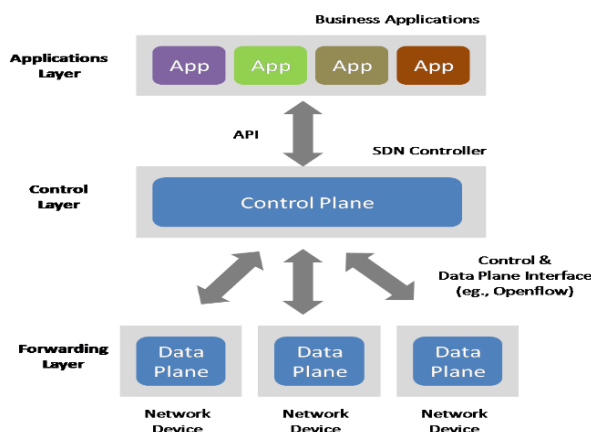 Business Applications
Applications
Layer
App App App App
API
SDN Controller
Control
Layer
Control Plane
Control &
Data Plane Interface
(eg., Openflow)
Forwarding
Layer
Data
Plane
Data
Plane
Data
Plane
Network
Device
Network
Device
Network
Device